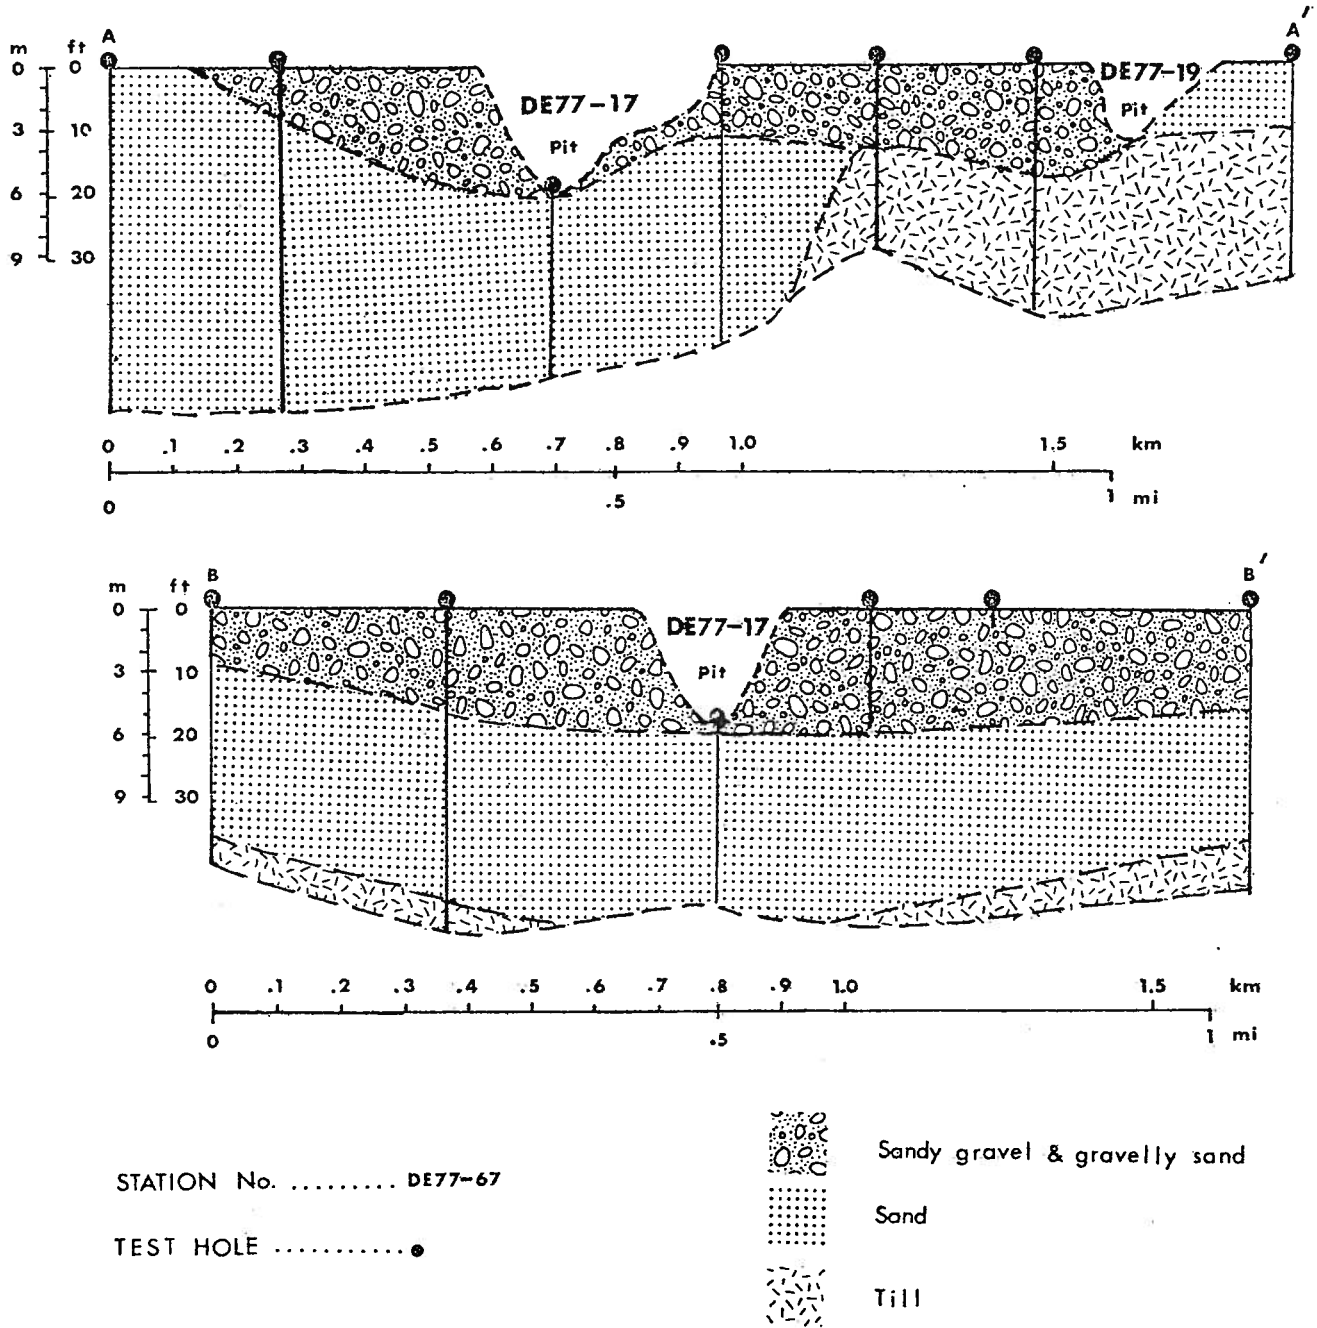 A
A′
m ft
0 0
3 10
6 20
9 30
DE77-17
Pit
DE77-19
Pit
0 .1 .2 .3 .4 .5 .6 .7 .8 .9 1.0 1.5 km
0 .5 1 mi
B
B′
m ft
0 0
3 10
6 20
9 30
DE77-17
Pit
0 .1 .2 .3 .4 .5 .6 .7 .8 .9 1.0 1.5 km
0 .5 1 mi
STATION No. ......... DE77-67
TEST HOLE ...........
Sandy gravel & gravelly sand
Sand
Till